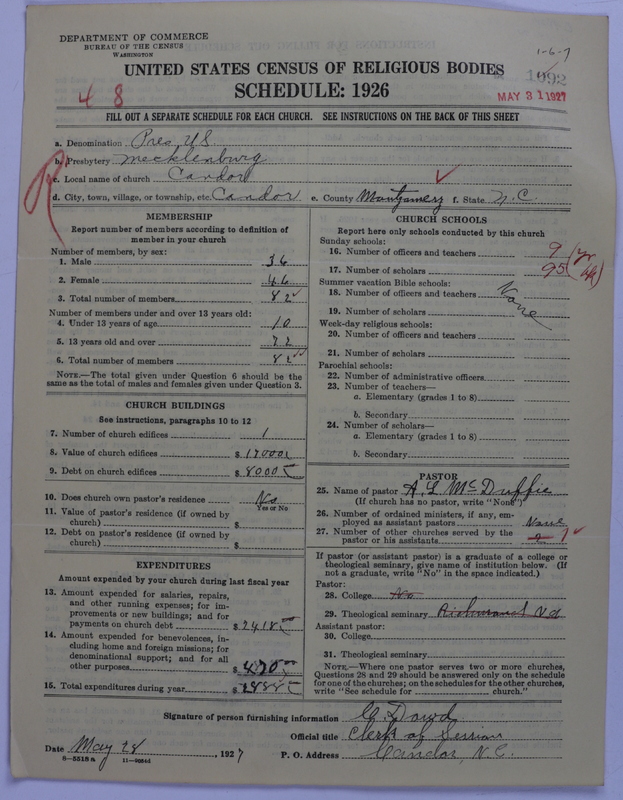 DEPARTMENT OF COMMERCE
BUREAU OF THE CENSUS
WASHINGTON
1-6-7
1092
UNITED STATES CENSUS OF RELIGIOUS BODIES
4 8
SCHEDULE: 1926
MAY 31 1927
FILL OUT A SEPARATE SCHEDULE FOR EACH CHURCH. SEE INSTRUCTIONS ON THE BACK OF THIS SHEET
a. Denomination Pres U.S.
b. Presbytery Mecklenburg
c. Local name of church Candor
d. City, town, village, or township, etc. Candor e. County Montgomery f. State N.C.
MEMBERSHIP
Report number of members according to definition of
member in your church
Number of members, by sex:
1. Male 36
2. Female 46
3. Total number of members 82
Number of members under and over 13 years old:
4. Under 13 years of age 10
5. 13 years old and over 72
6. Total number of members 82
NOTE.—The total given under Question 6 should be
same as the total of males and females given under Question 3.
CHURCH BUILDINGS
See instructions, paragraphs 10 to 12
7. Number of church edifices 1
8. Value of church edifices $
9. Debt on church edifices $ 8000
10. Does church own pastor's residence No
Yes or No
11. Value of pastor's residence (if owned by
church) $
12. Debt on pastor's residence (if owned by
church) $
EXPENDITURES
Amount expended by your church during last fiscal year
13. Amount expended for salaries, repairs,
and other running expenses; for im-
provements or new buildings; and for
payments on church debt $ 2418
14. Amount expended for benevolences, in-
cluding home and foreign missions; for
denominational support; and for all
other purposes $ 470
15. Total expenditures during year $ 2888
CHURCH SCHOOLS
Report here only schools conducted by this church
Sunday schools:
16. Number of officers and teachers 9
17. Number of scholars 95
Summer vacation Bible schools:
18. Number of officers and teachers None
19. Number of scholars
Week-day religious schools:
20. Number of officers and teachers
21. Number of scholars
Parochial schools:
22. Number of administrative officers
23. Number of teachers—
a. Elementary (grades 1 to 8)
b. Secondary
24. Number of scholars—
a. Elementary (grades 1 to 8)
b. Secondary
PASTOR
25. Name of pastor A. L. McDuffie
(If church has no pastor, write "None")
26. Number of ordained ministers, if any, em-
ployed as assistant pastors None
27. Number of other churches served by the
pastor or his assistants
If pastor (or assistant pastor) is a graduate of a college or
theological seminary, give name of institution below. (If
not a graduate, write "No" in the space indicated.)
Pastor:
28. College No
29. Theological seminary Richmond Va
Assistant pastor:
30. College
31. Theological seminary
NOTE.—Where one pastor serves two or more churches,
Questions 28 and 29 should be answered only on the schedule
for one of the churches; on the schedules for the other churches,
write "See schedule for church."
Signature of person furnishing information Dowd
Official title Clerk of Session
Date May 28, 1927 P. O. Address Candor, N.C.
8-5518 a 11-9054